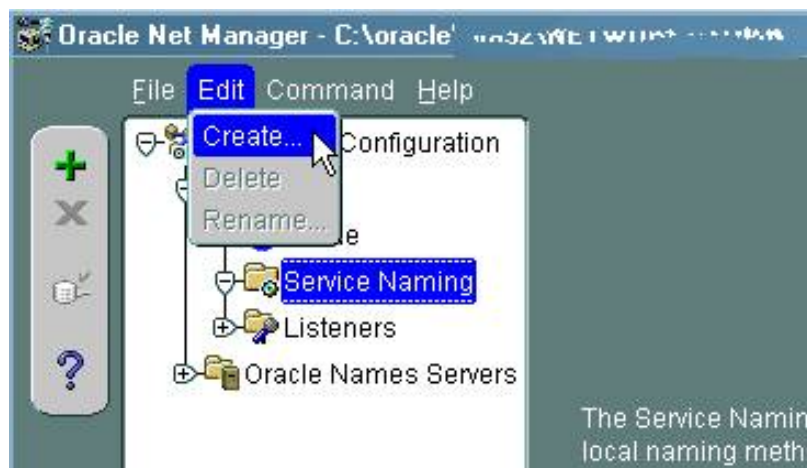 Oracle Net Manager - C:\oracle\
File Edit Command Help
Create... Configuration
Delete
Rename...
Service Naming
Listeners
Oracle Names Servers
The Service Namin
local naming meth